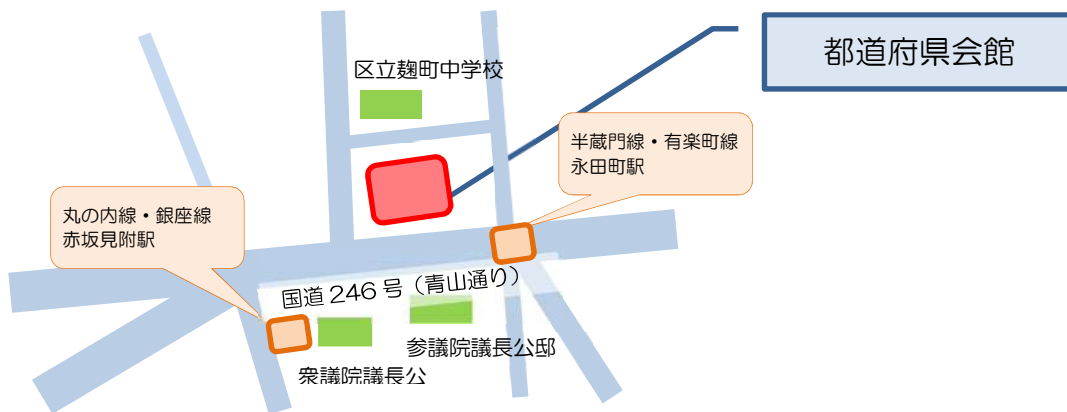 都道府県会館
区立麹町中学校
半蔵門線・有楽町線
永田町駅
丸の内線・銀座線
赤坂見附駅
国道 246 号（青山通り）
参議院議長公邸
衆議院議長公